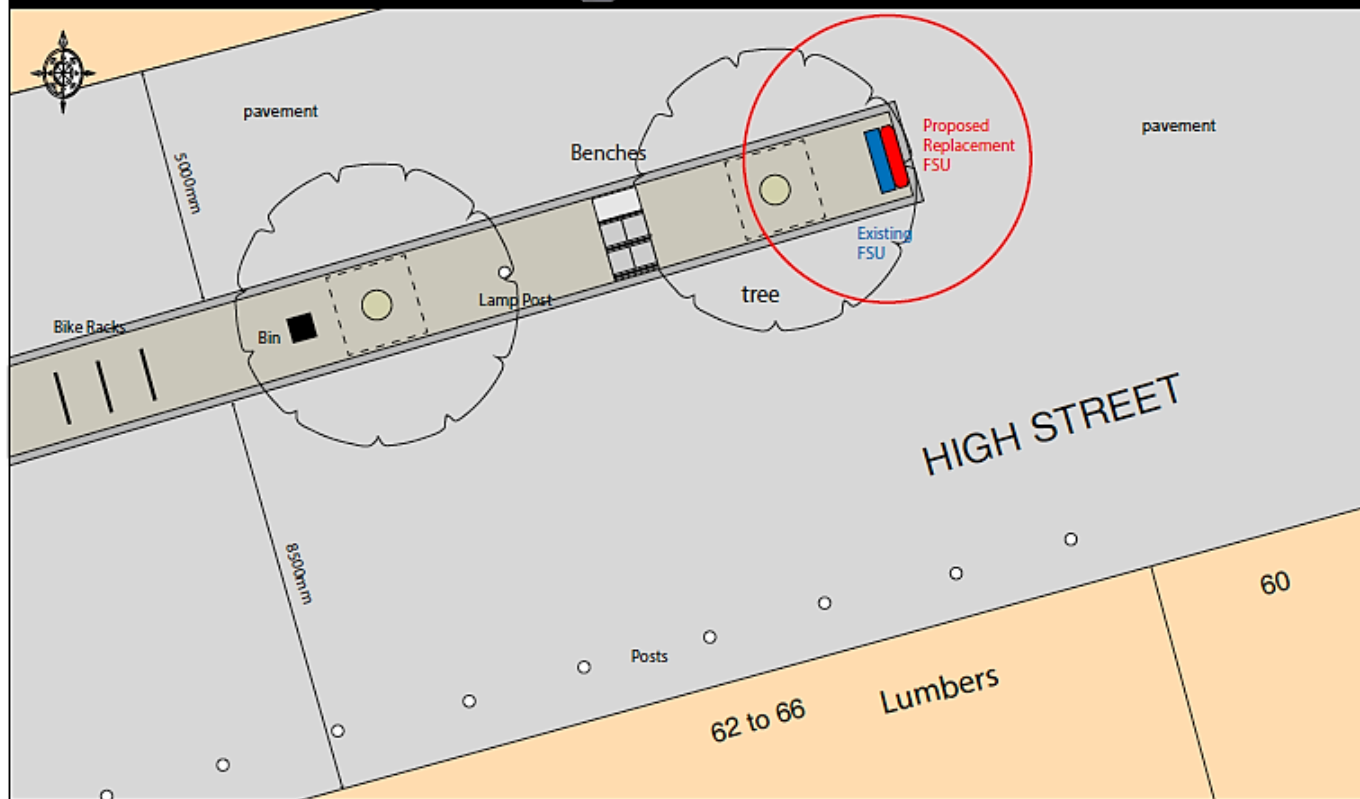 pavement
Proposed
Replacement
FSU
pavement
Benches
5000mm
Existing
FSU
tree
Lamp Post
Bike Racks
Bin
HIGH STREET
8500mm
60
Posts
Lumbers
62 to 66